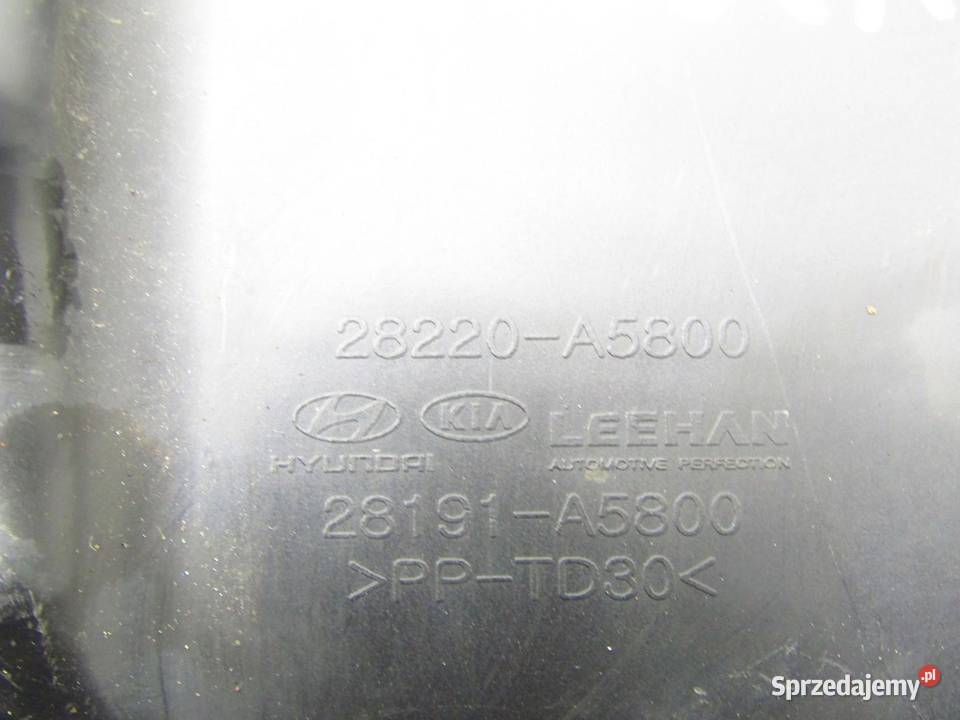 28220-A5800
KIA LEEHAN
HYUNDAI AUTOMOTIVE PERFECTION
28191-A5800
>PP-TD30<
Sprzedajemy.pl